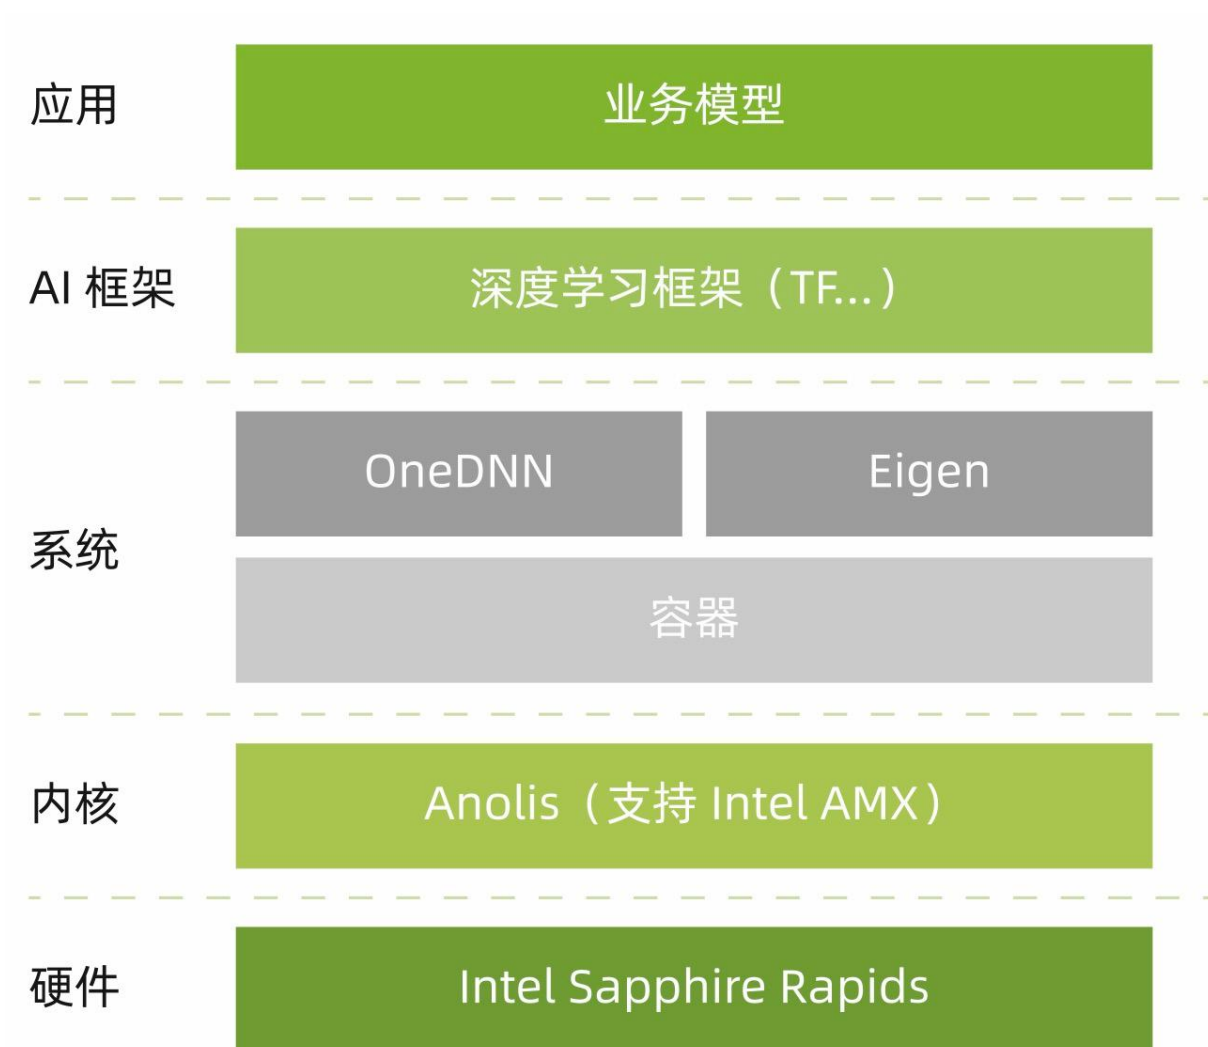 应用
业务模型
AI 框架
深度学习框架（TF...）
OneDNN
Eigen
系统
容器
内核
Anolis（支持 Intel AMX）
硬件
Intel Sapphire Rapids